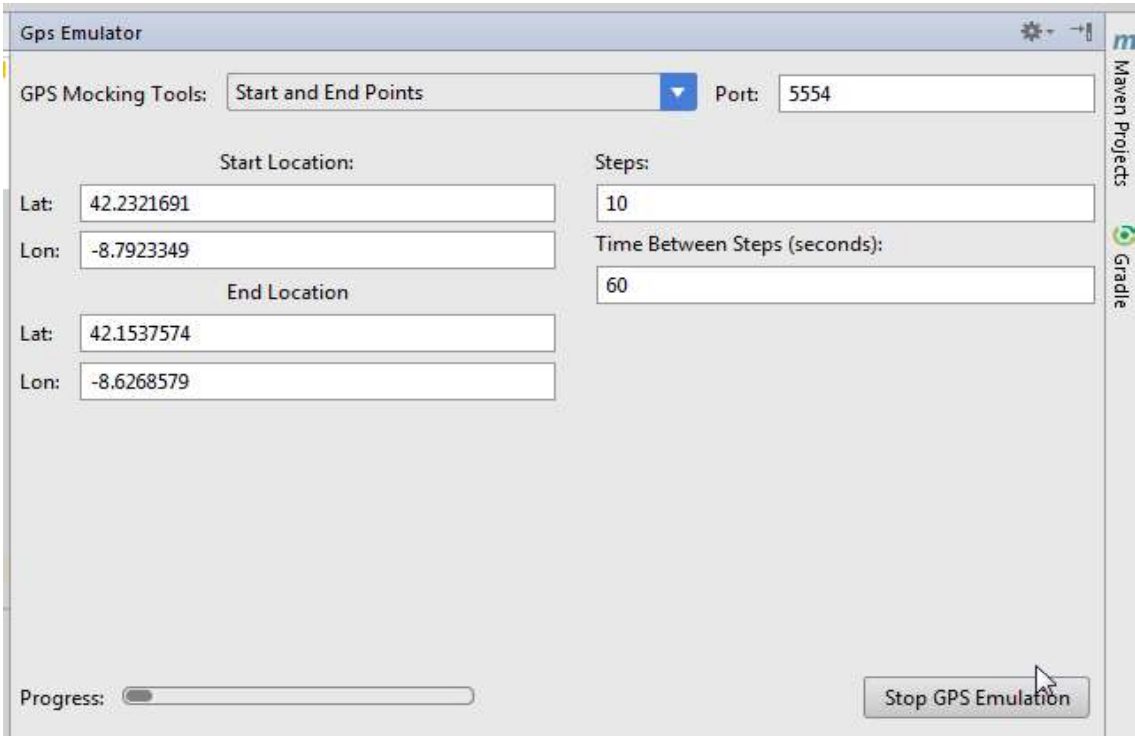 Gps Emulator
GPS Mocking Tools: Start and End Points Port: 5554
Start Location:
Lat: 42.2321691
Lon: -8.7923349
End Location
Lat: 42.1537574
Lon: -8.6268579
Steps:
10
Time Between Steps (seconds):
60
Progress: Stop GPS Emulation
m Maven Projects
Gradle